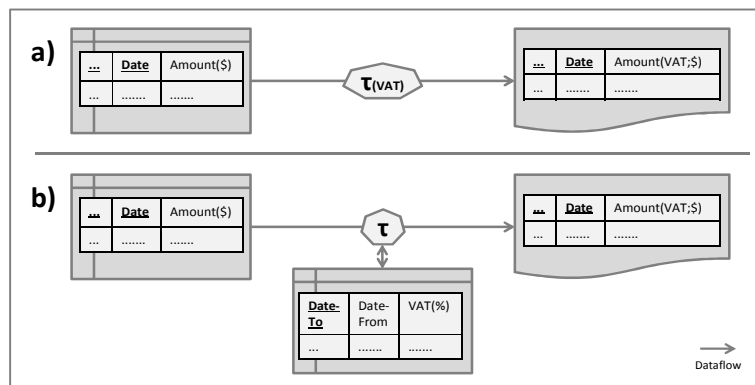 a)
... Date Amount($)
... ....... .......
τ(VAT)
... Date Amount(VAT;$)
... ....... .......
b)
... Date Amount($)
... ....... .......
τ
... Date Amount(VAT;$)
... ....... .......
Date- Date- VAT(%)
To From
... ....... .......
Dataflow